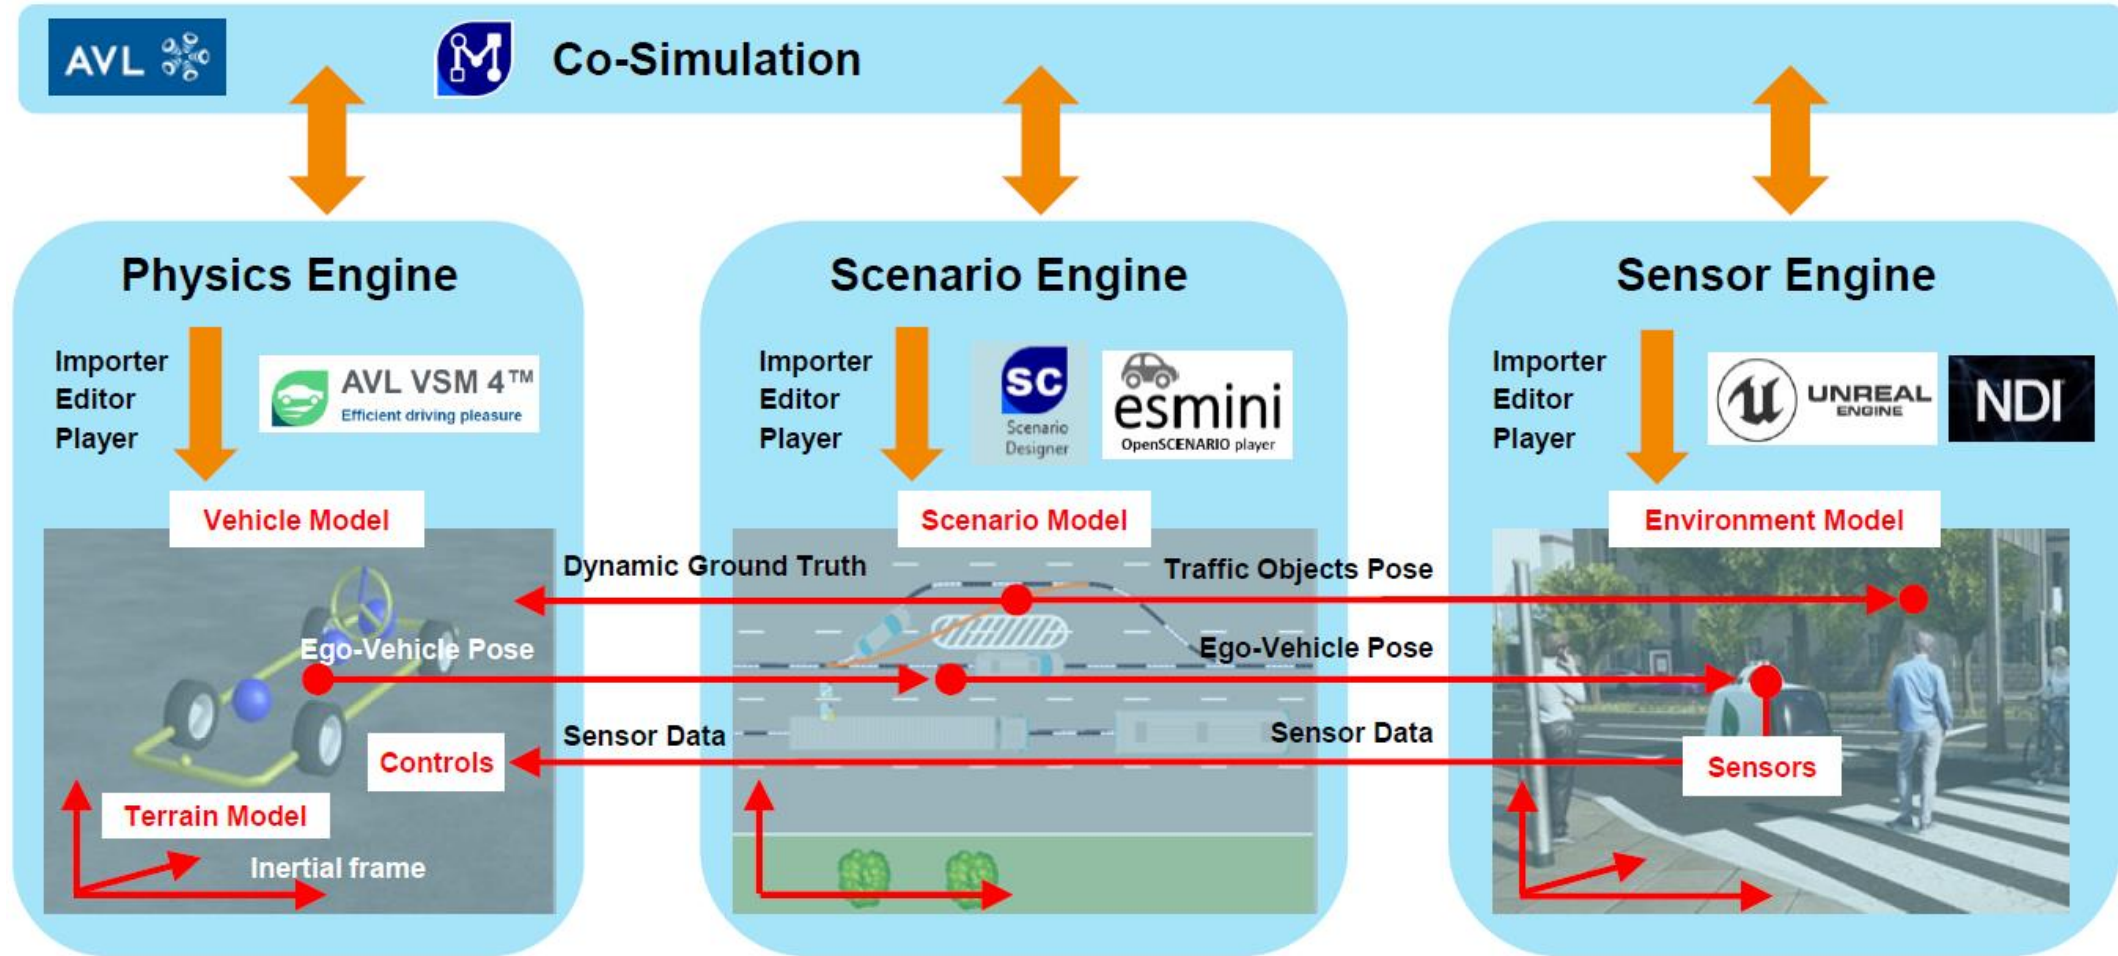 AVL
Co-Simulation
Physics Engine
Importer
Editor
Player
AVL VSM 4™
Efficient driving pleasure
Vehicle Model
Scenario Engine
Importer
Editor
Player
SC
Scenario
Designer
esmini
OpenSCENARIO player
Scenario Model
Sensor Engine
Importer
Editor
Player
UNREAL
ENGINE
NDI
Environment Model
Dynamic Ground Truth
Traffic Objects Pose
Ego-Vehicle Pose
Ego-Vehicle Pose
Sensor Data
Sensor Data
Controls
Sensors
Terrain Model
Inertial frame